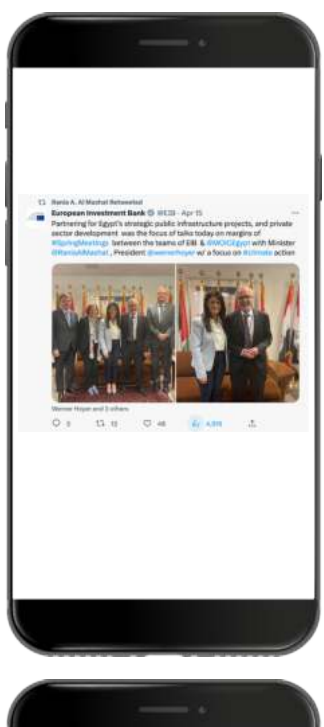 Rania A. Al Mashat Retweeted
European Investment Bank @EIB · Apr 15
Partnering for Egypt's strategic public infrastructure projects, and private
sector development was the focus of talks today on margins of
#SpringMeetings between the teams of EIB & @MOICEgypt with Minister
@RaniaAlMashat , President @wernerhoyer w/ a focus on #climate action
Werner Hoyer and 3 others
13 46